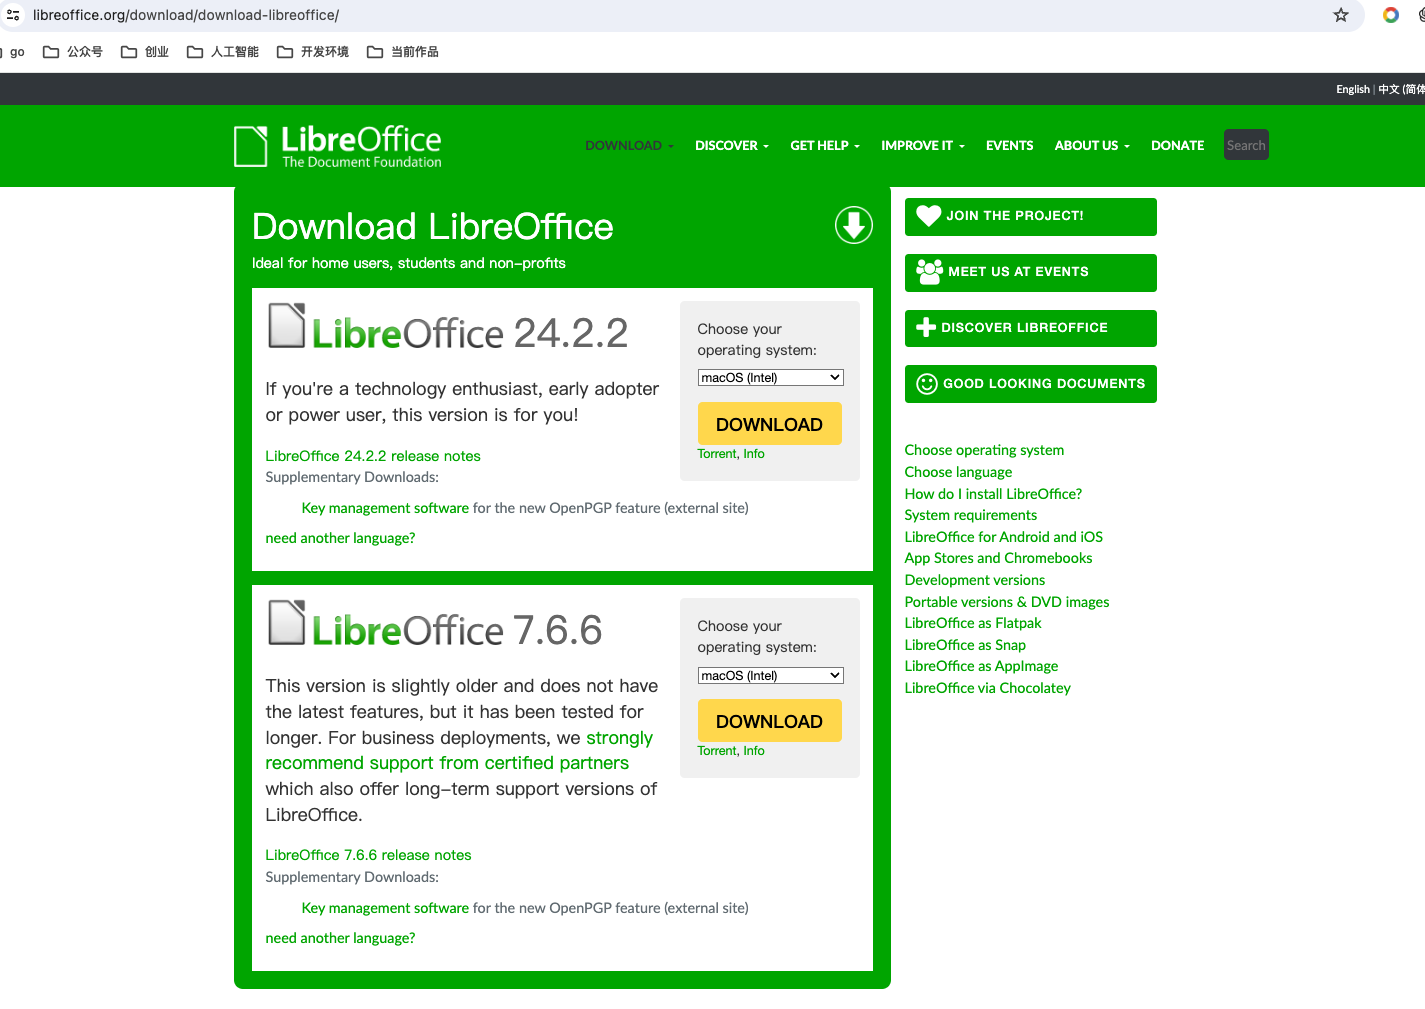 libreoffice.org/download/download-libreoffice/
go
公众号
创业
人工智能
开发环境
当前作品
English | 中文 (简体
LibreOffice
The Document Foundation
DOWNLOAD
DISCOVER
GET HELP
IMPROVE IT
EVENTS
ABOUT US
DONATE
Search
Download LibreOffice
Ideal for home users, students and non-profits
LibreOffice 24.2.2
If you're a technology enthusiast, early adopter
or power user, this version is for you!
LibreOffice 24.2.2 release notes
Supplementary Downloads:
Key management software for the new OpenPGP feature (external site)
need another language?
Choose your
operating system:
macOS (Intel)
DOWNLOAD
Torrent, Info
LibreOffice 7.6.6
This version is slightly older and does not have
the latest features, but it has been tested for
longer. For business deployments, we strongly
recommend support from certified partners
which also offer long-term support versions of
LibreOffice.
LibreOffice 7.6.6 release notes
Supplementary Downloads:
Key management software for the new OpenPGP feature (external site)
need another language?
Choose your
operating system:
macOS (Intel)
DOWNLOAD
Torrent, Info
JOIN THE PROJECT!
MEET US AT EVENTS
DISCOVER LIBREOFFICE
GOOD LOOKING DOCUMENTS
Choose operating system
Choose language
How do I install LibreOffice?
System requirements
LibreOffice for Android and iOS
App Stores and Chromebooks
Development versions
Portable versions & DVD images
LibreOffice as Flatpak
LibreOffice as Snap
LibreOffice as AppImage
LibreOffice via Chocolatey